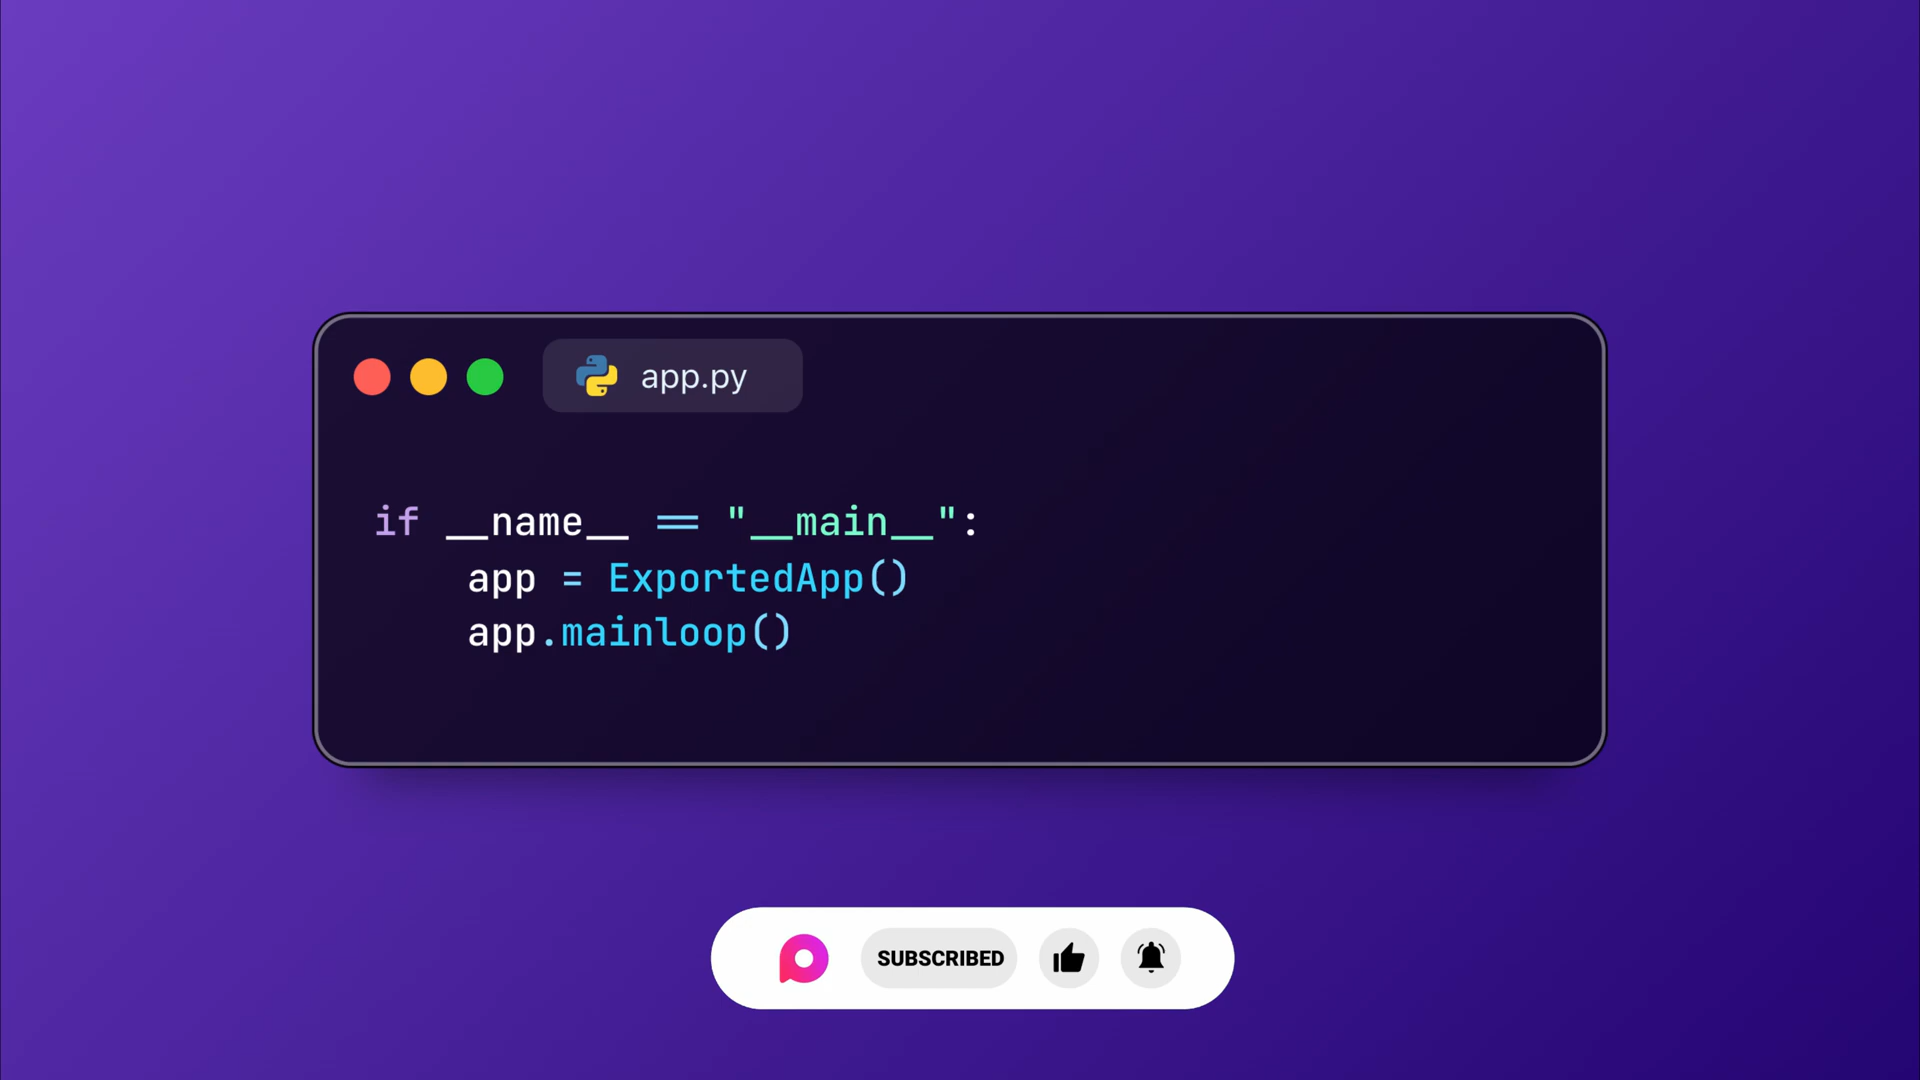 app.py
if __name__ == "__main__":
    app = ExportedApp()
    app.mainloop()
SUBSCRIBED